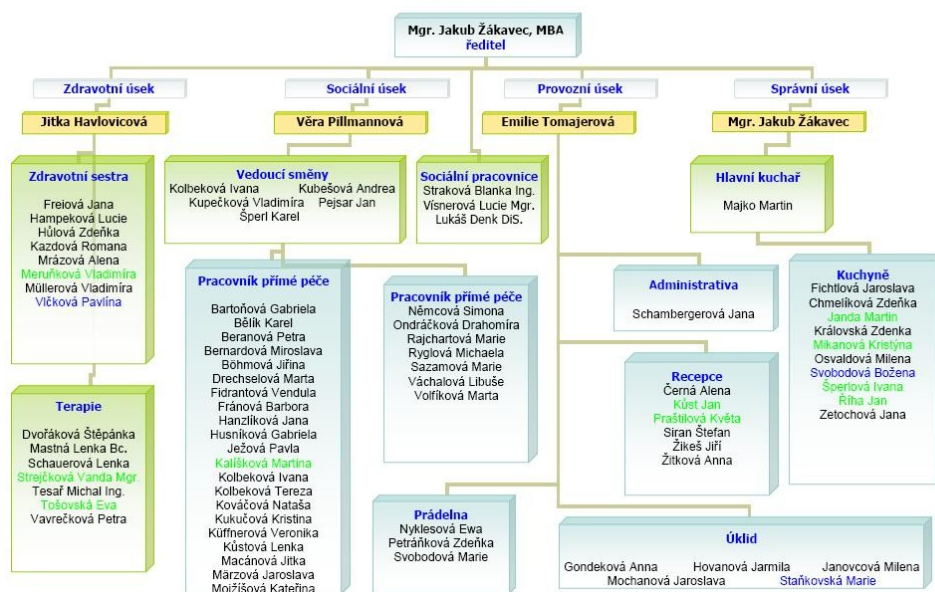 Mgr. Jakub Žákavec, MBA
ředitel
Zdravotní úsek
Sociální úsek
Provozní úsek
Správní úsek
Jitka Havlovicová
Věra Pillmannová
Emilie Tomajerová
Mgr. Jakub Žákavec
Zdravotní sestra
Freiová Jana
Hampeková Lucie
Hůlová Zdeňka
Kazdová Romana
Mrázová Alena
Meruňková Vladimíra
Müllerová Vladimíra
Vlčková Pavlína
Terapie
Dvořáková Štěpánka
Mastná Lenka Bc.
Schauerová Lenka
Strejčková Vanda Mgr.
Tesař Michal Ing.
Tošovská Eva
Vavrečková Petra
Vedoucí směny
Kolbeková Ivana Kubešová Andrea
Kupečková Vladimíra Pejsar Jan
Šperl Karel
Pracovník přímé péče
Bartoňová Gabriela
Bělík Karel
Beranová Petra
Bernardová Miroslava
Böhmová Jiřina
Drechselová Marta
Fidrantová Vendula
Fránová Barbora
Hanzlíková Jana
Husníková Gabriela
Ježová Pavla
Kalíšková Martina
Kolbeková Ivana
Kolbeková Tereza
Kováčová Nataša
Kukučová Kristina
Küffnerová Veronika
Kůstová Lenka
Macánová Jitka
Märzová Jaroslava
Mojžíšová Kateřina
Pracovník přímé péče
Němcová Simona
Ondráčková Drahomíra
Rajchartová Marie
Ryglová Michaela
Sazamová Marie
Váchalová Libuše
Volfíková Marta
Sociální pracovnice
Straková Blanka Ing.
Vísnerová Lucie Mgr.
Lukáš Denk DiS.
Administrativa
Schambergerová Jana
Recepce
Černá Alena
Kůst Jan
Praštilová Květa
Siran Štefan
Žikeš Jiří
Žitková Anna
Prádelna
Nyklesová Ewa
Petráňková Zdeňka
Svobodová Marie
Úklid
Gondeková Anna Hovanová Jarmila Janovcová Milena
Mochanová Jaroslava Staňkovská Marie
Hlavní kuchař
Majko Martin
Kuchyně
Fichtlová Jaroslava
Chmelíková Zdeňka
Janda Martin
Královská Zdenka
Mikanová Kristýna
Osvaldová Milena
Svobodová Božena
Šperlová Ivana
Říha Jan
Zetochová Jana